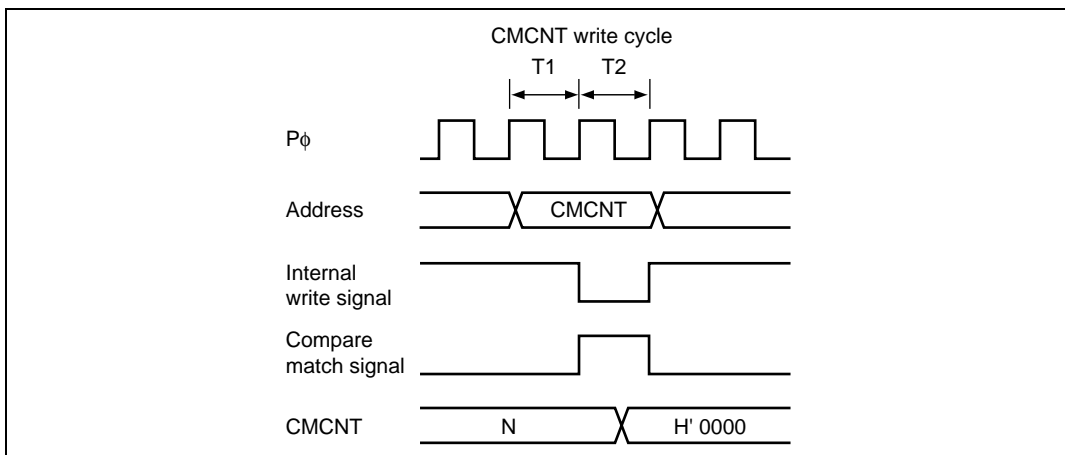 CMCNT write cycle
T1 T2
Pϕ
Address CMCNT
Internal
write signal
Compare
match signal
CMCNT N H' 0000